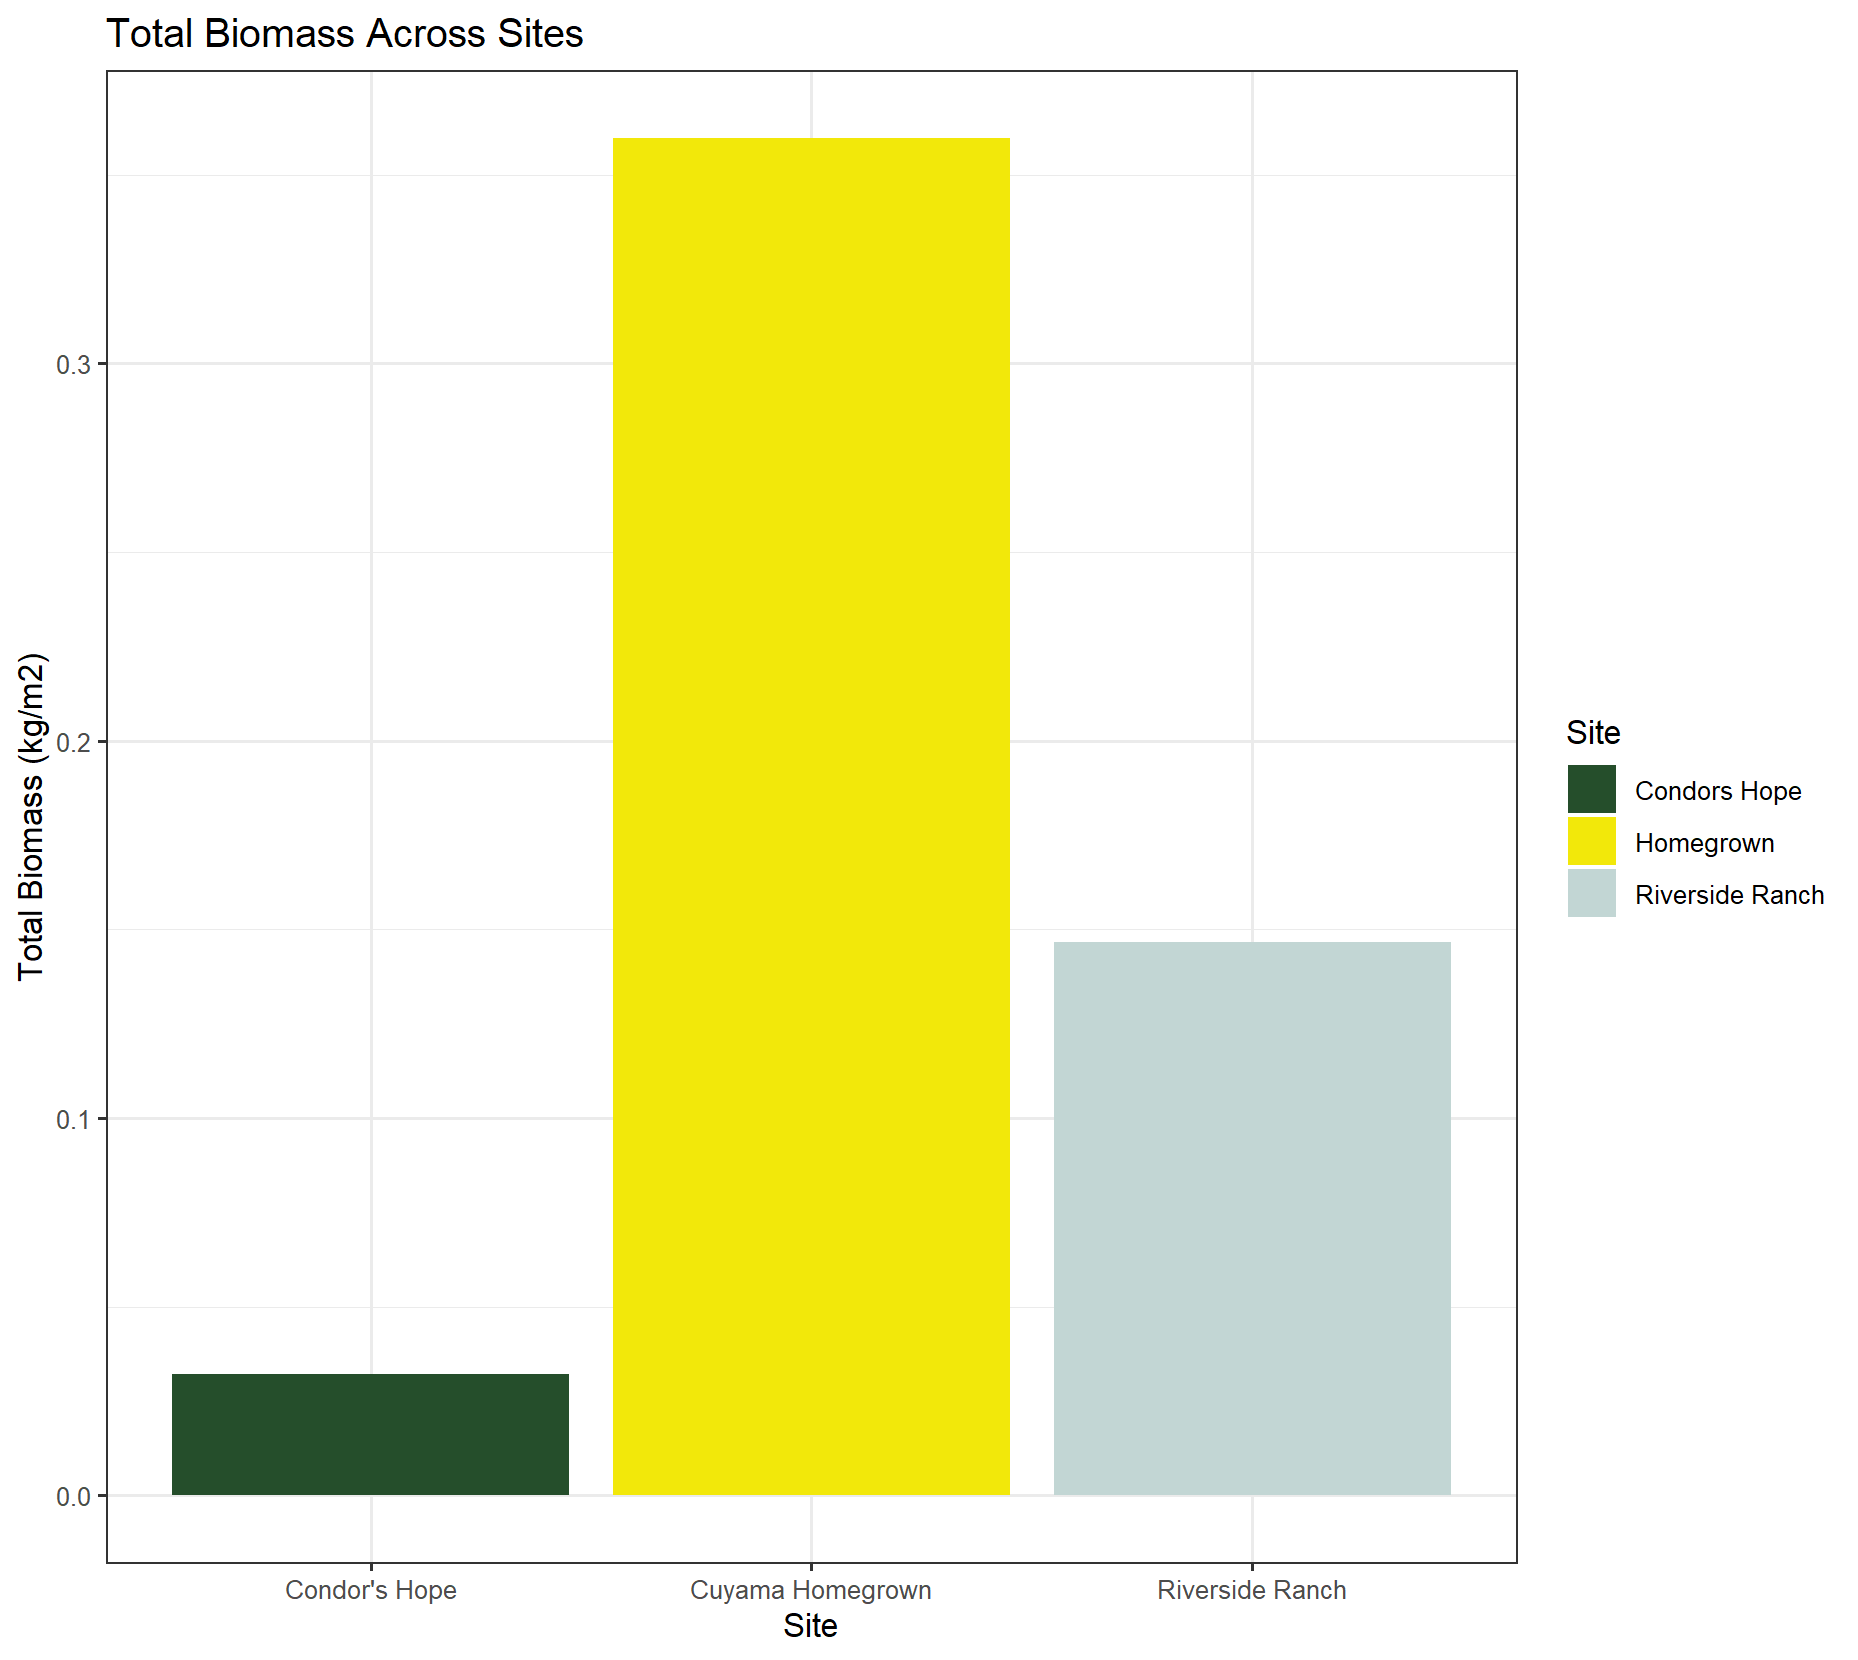 Total Biomass Across Sites
Total Biomass (kg/m2)
0.3
0.2
0.1
0.0
Condor's Hope
Cuyama Homegrown
Riverside Ranch
Site
Site
Condors Hope
Homegrown
Riverside Ranch